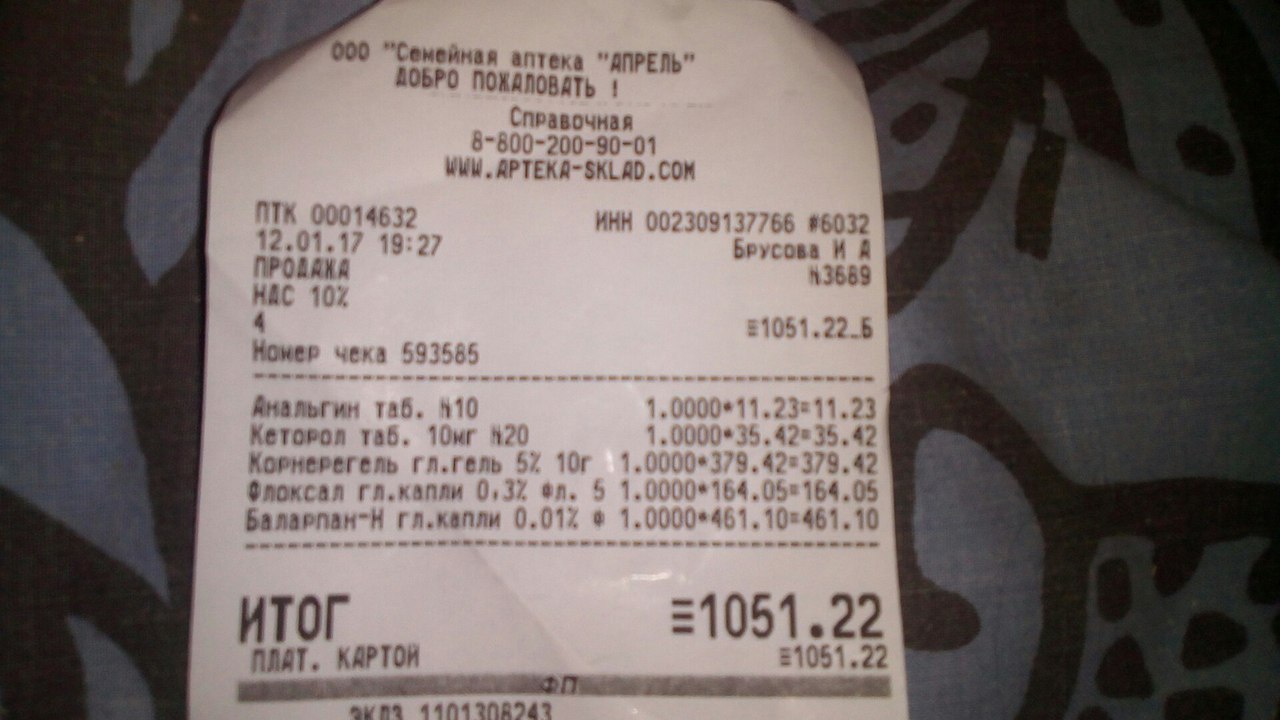 ООО "Семейная аптека "АПРЕЛЬ"
ДОБРО ПОЖАЛОВАТЬ !
Справочная
8-800-200-90-01
WWW.APTEKA-SKLAD.COM
ПТК 00014632 ИНН 002309137766 #6032
12.01.17 19:27 Брусова И А
ПРОДАЖА №3689
НДС 10%
4 ≡1051.22_Б
Номер чека 593585
Анальгин таб. №10 1.0000*11.23=11.23
Кеторол таб. 10мг №20 1.0000*35.42=35.42
Корнерегель гл.гель 5% 10г 1.0000*379.42=379.42
Флоксал гл.капли 0,3% фл. 5 1.0000*164.05=164.05
Баларпан-Н гл.капли 0.01% ф 1.0000*461.10=461.10
ИТОГ ≡1051.22
ПЛАТ. КАРТОЙ ≡1051.22
ФП
ЭКЛЗ 1101308243